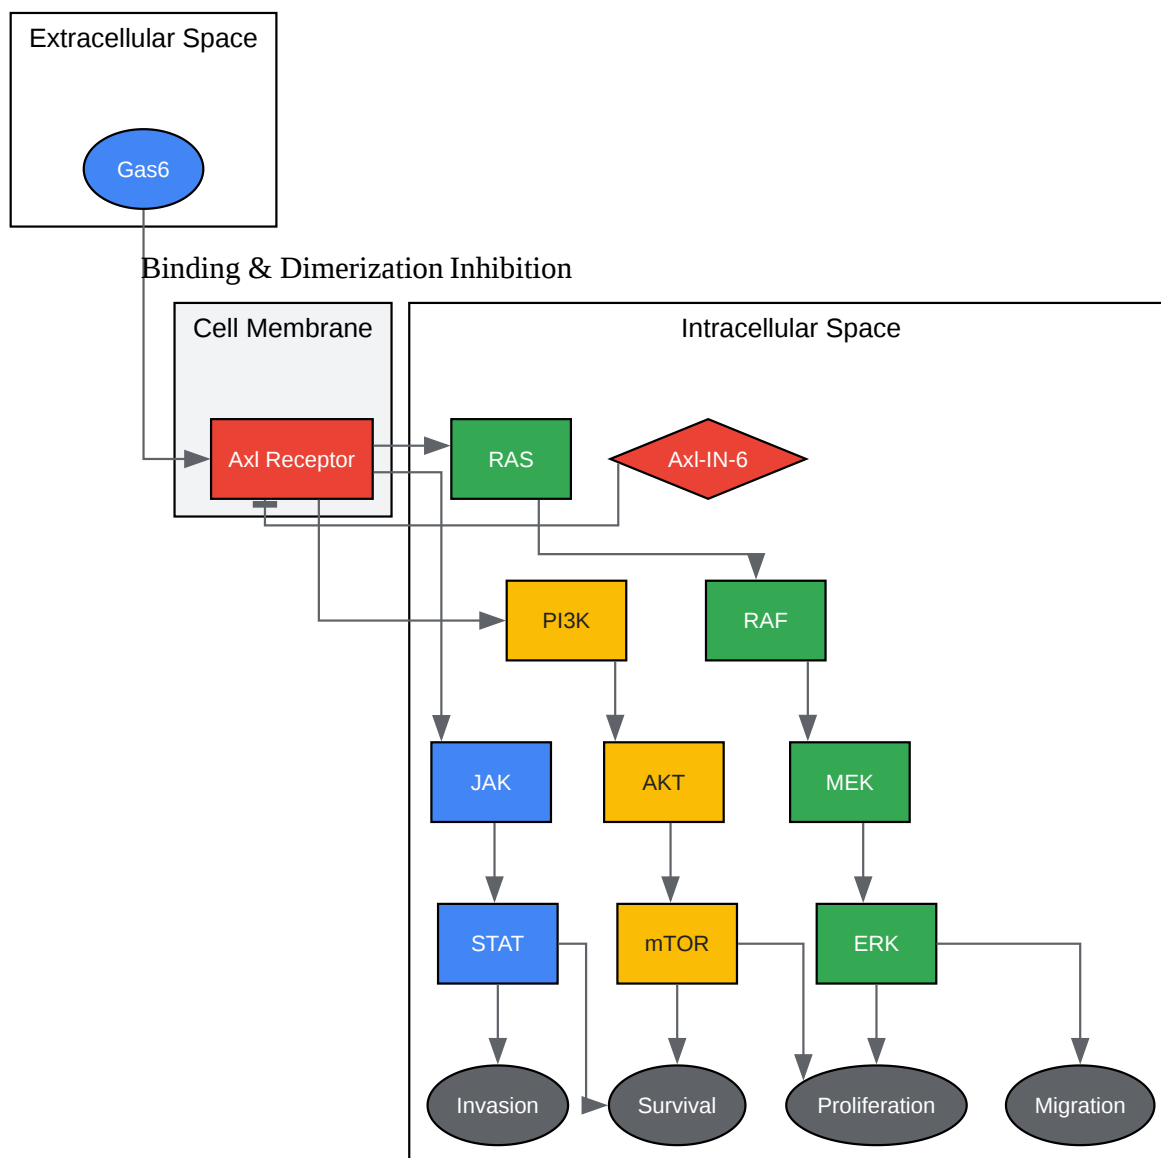 Extracellular Space
Gas6
Binding & Dimerization Inhibition
Cell Membrane
Intracellular Space
Axl Receptor
RAS
Axl-IN-6
PI3K
RAF
JAK
AKT
MEK
STAT
mTOR
ERK
Invasion
Survival
Proliferation
Migration